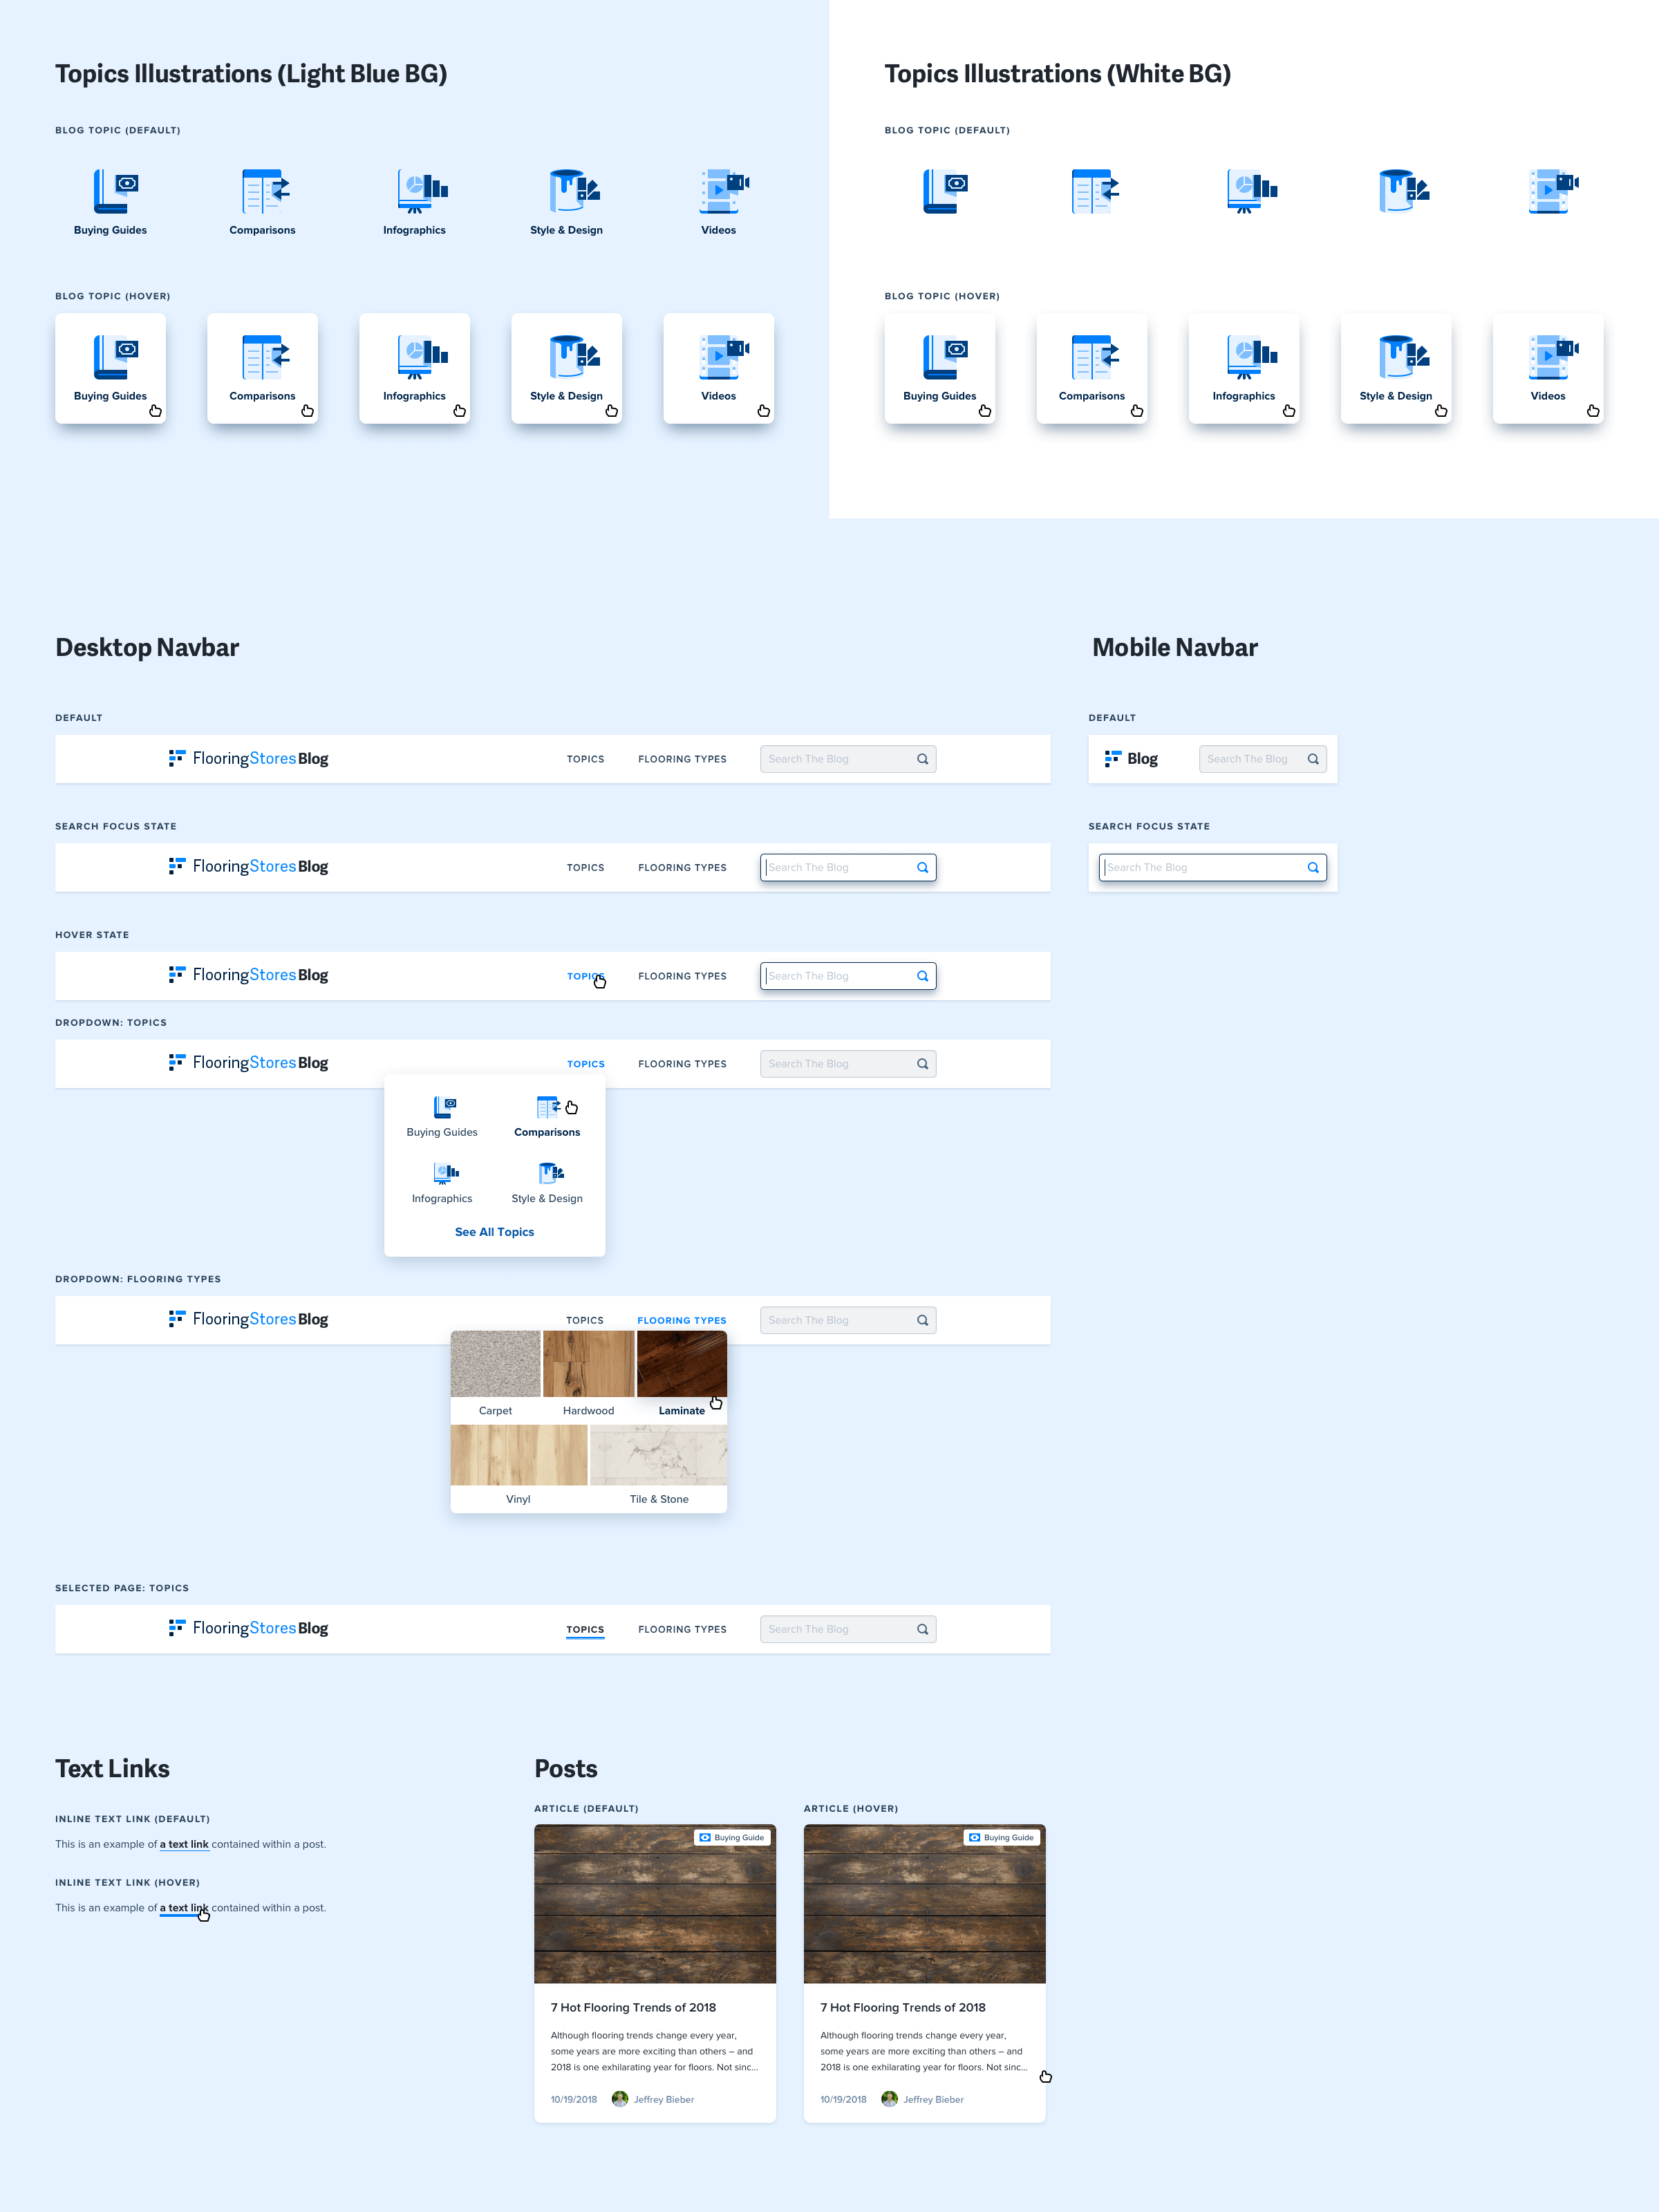 Topics Illustrations (Light Blue BG)
BLOG TOPIC (DEFAULT)
Buying Guides
Comparisons
Infographics
Style & Design
Videos
BLOG TOPIC (HOVER)
Buying Guides
Comparisons
Infographics
Style & Design
Videos
Topics Illustrations (White BG)
BLOG TOPIC (DEFAULT)
BLOG TOPIC (HOVER)
Buying Guides
Comparisons
Infographics
Style & Design
Videos
Desktop Navbar
DEFAULT
FlooringStores Blog
TOPICS
FLOORING TYPES
Search The Blog
SEARCH FOCUS STATE
FlooringStores Blog
TOPICS
FLOORING TYPES
Search The Blog
HOVER STATE
FlooringStores Blog
TOPICS
FLOORING TYPES
Search The Blog
DROPDOWN: TOPICS
FlooringStores Blog
TOPICS
FLOORING TYPES
Search The Blog
Buying Guides
Comparisons
Infographics
Style & Design
See All Topics
DROPDOWN: FLOORING TYPES
FlooringStores Blog
TOPICS
FLOORING TYPES
Search The Blog
Carpet
Hardwood
Laminate
Vinyl
Tile & Stone
SELECTED PAGE: TOPICS
FlooringStores Blog
TOPICS
FLOORING TYPES
Search The Blog
Mobile Navbar
DEFAULT
Blog
Search The Blog
SEARCH FOCUS STATE
Search The Blog
Text Links
INLINE TEXT LINK (DEFAULT)
This is an example of a text link contained within a post.
INLINE TEXT LINK (HOVER)
This is an example of a text link contained within a post.
Posts
ARTICLE (DEFAULT)
Buying Guide
7 Hot Flooring Trends of 2018
Although flooring trends change every year,
some years are more exciting than others – and
2018 is one exhilarating year for floors. Not sinc...
10/19/2018
Jeffrey Bieber
ARTICLE (HOVER)
Buying Guide
7 Hot Flooring Trends of 2018
Although flooring trends change every year,
some years are more exciting than others – and
2018 is one exhilarating year for floors. Not sinc...
10/19/2018
Jeffrey Bieber